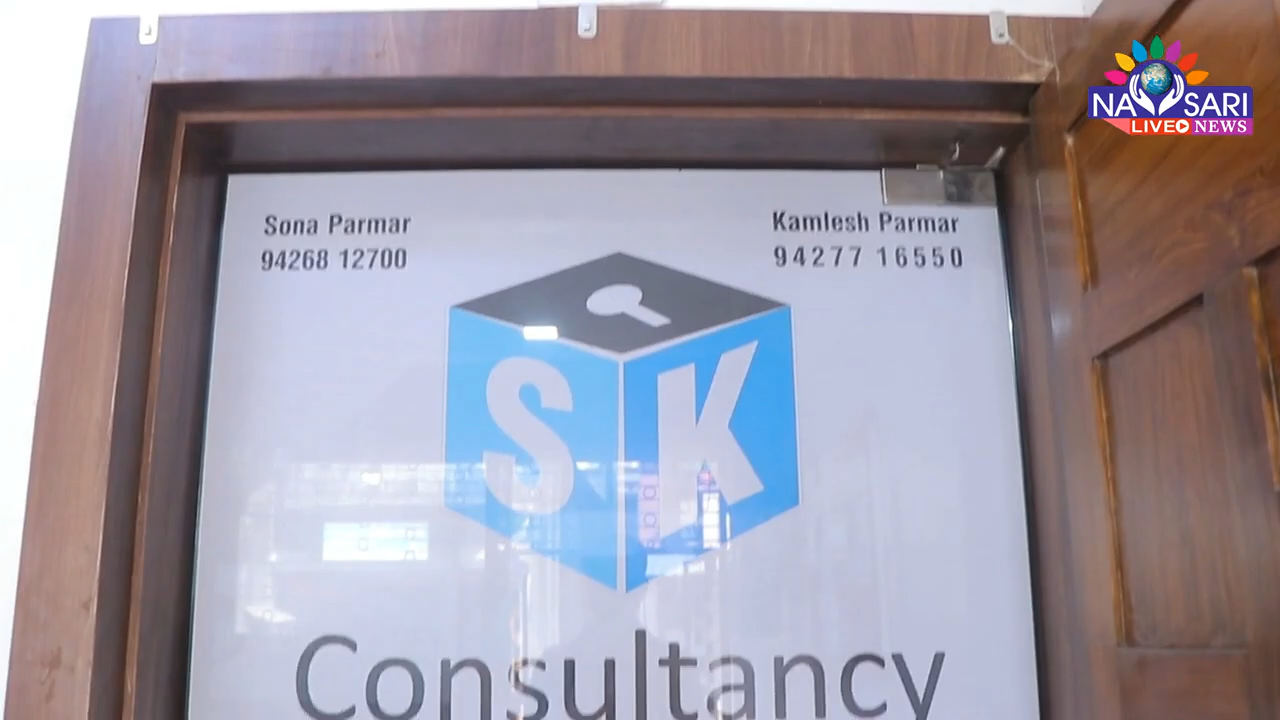 NAVSARI
LIVE NEWS
Sona Parmar
94268 12700
Kamlesh Parmar
94277 16550
SK
Consultancy